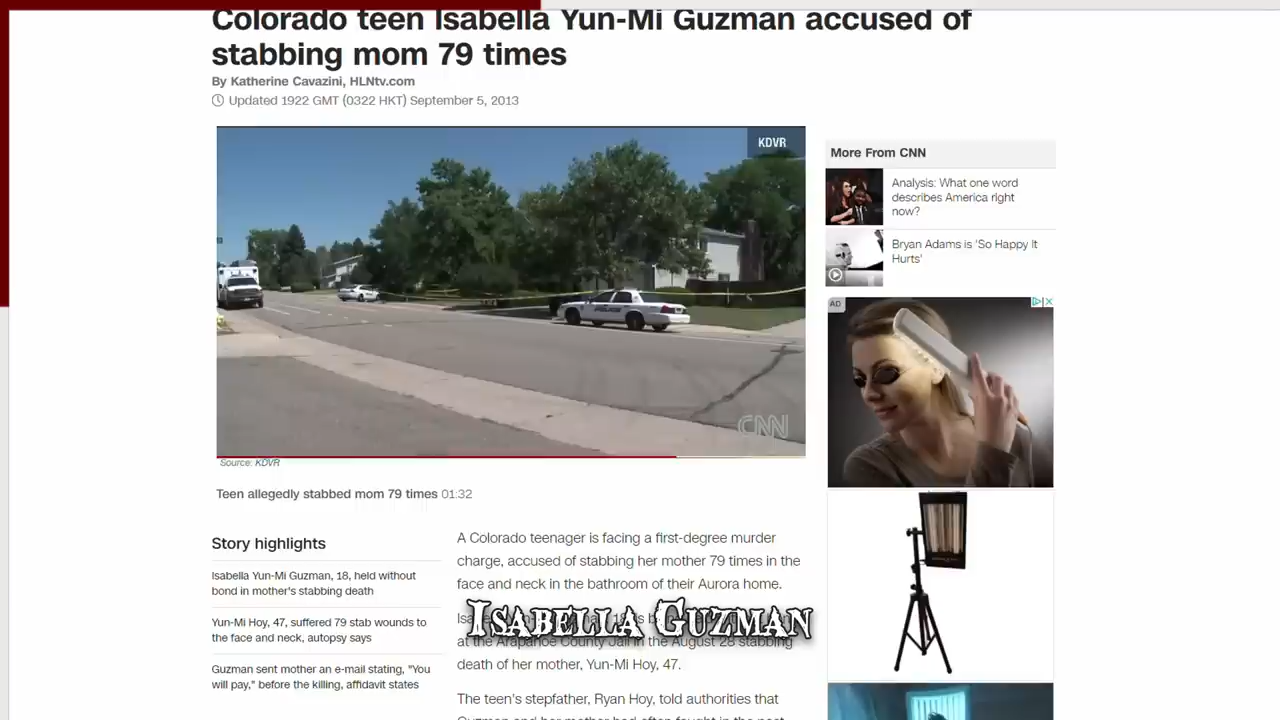 Colorado teen Isabella Yun-Mi Guzman accused of
stabbing mom 79 times
By Katherine Cavazini, HLNtv.com
Updated 1922 GMT (0322 HKT) September 5, 2013
KDVR
CNN
Source: KDVR
Teen allegedly stabbed mom 79 times 01:32
Story highlights
Isabella Yun-Mi Guzman, 18, held without
bond in mother's stabbing death
Yun-Mi Hoy, 47, suffered 79 stab wounds to
the face and neck, autopsy says
Guzman sent mother an e-mail stating, "You
will pay," before the killing, affidavit states
A Colorado teenager is facing a first-degree murder
charge, accused of stabbing her mother 79 times in the
face and neck in the bathroom of their Aurora home.
Isabella Guzman
at the Arapahoe County Jail in the August 28 stabbing
death of her mother, Yun-Mi Hoy, 47.
The teen's stepfather, Ryan Hoy, told authorities that
More From CNN
Analysis: What one word
describes America right
now?
Bryan Adams is 'So Happy It
Hurts'
AD